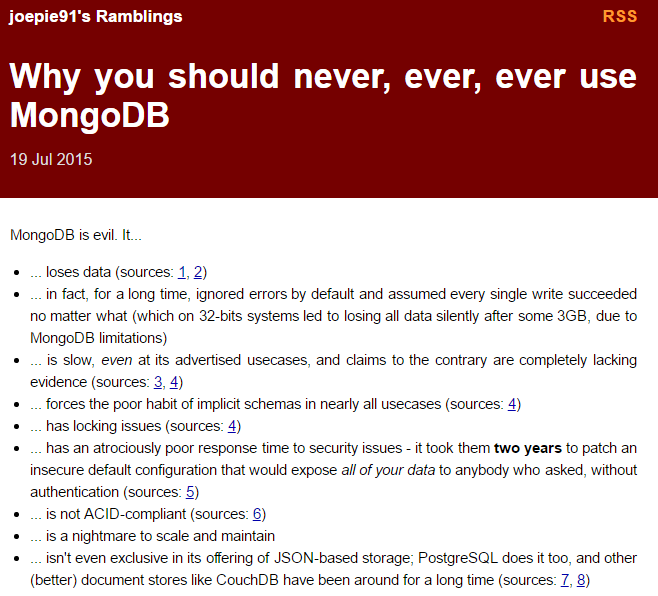 joepie91's Ramblings
RSS
Why you should never, ever, ever use
MongoDB
19 Jul 2015
MongoDB is evil. It...
... loses data (sources: 1, 2)
... in fact, for a long time, ignored errors by default and assumed every single write succeeded
no matter what (which on 32-bits systems led to losing all data silently after some 3GB, due to
MongoDB limitations)
... is slow, even at its advertised usecases, and claims to the contrary are completely lacking
evidence (sources: 3, 4)
... forces the poor habit of implicit schemas in nearly all usecases (sources: 4)
... has locking issues (sources: 4)
... has an atrociously poor response time to security issues - it took them two years to patch an
insecure default configuration that would expose all of your data to anybody who asked, without
authentication (sources: 5)
... is not ACID-compliant (sources: 6)
... is a nightmare to scale and maintain
... isn't even exclusive in its offering of JSON-based storage; PostgreSQL does it too, and other
(better) document stores like CouchDB have been around for a long time (sources: 7, 8)